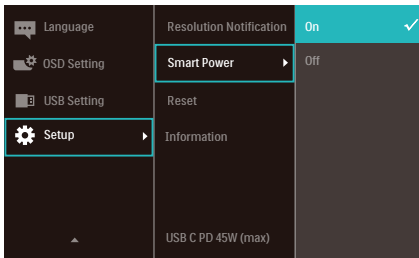 Language
OSD Setting
USB Setting
Setup
Resolution Notification
Smart Power
Reset
Information
USB C PD 45W (max)
On
Off